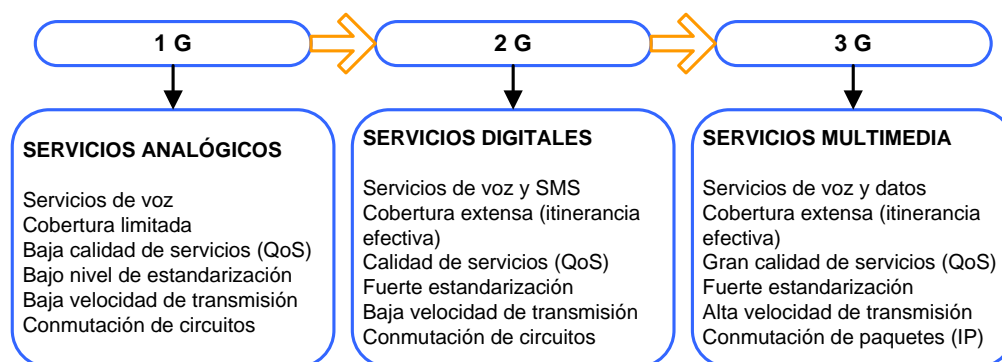 1 G
2 G
3 G
SERVICIOS ANALÓGICOS
Servicios de voz
Cobertura limitada
Baja calidad de servicios (QoS)
Bajo nivel de estandarización
Baja velocidad de transmisión
Conmutación de circuitos
SERVICIOS DIGITALES
Servicios de voz y SMS
Cobertura extensa (itinerancia
efectiva)
Calidad de servicios (QoS)
Fuerte estandarización
Baja velocidad de transmisión
Conmutación de circuitos
SERVICIOS MULTIMEDIA
Servicios de voz y datos
Cobertura extensa (itinerancia
efectiva)
Gran calidad de servicios (QoS)
Fuerte estandarización
Alta velocidad de transmisión
Conmutación de paquetes (IP)